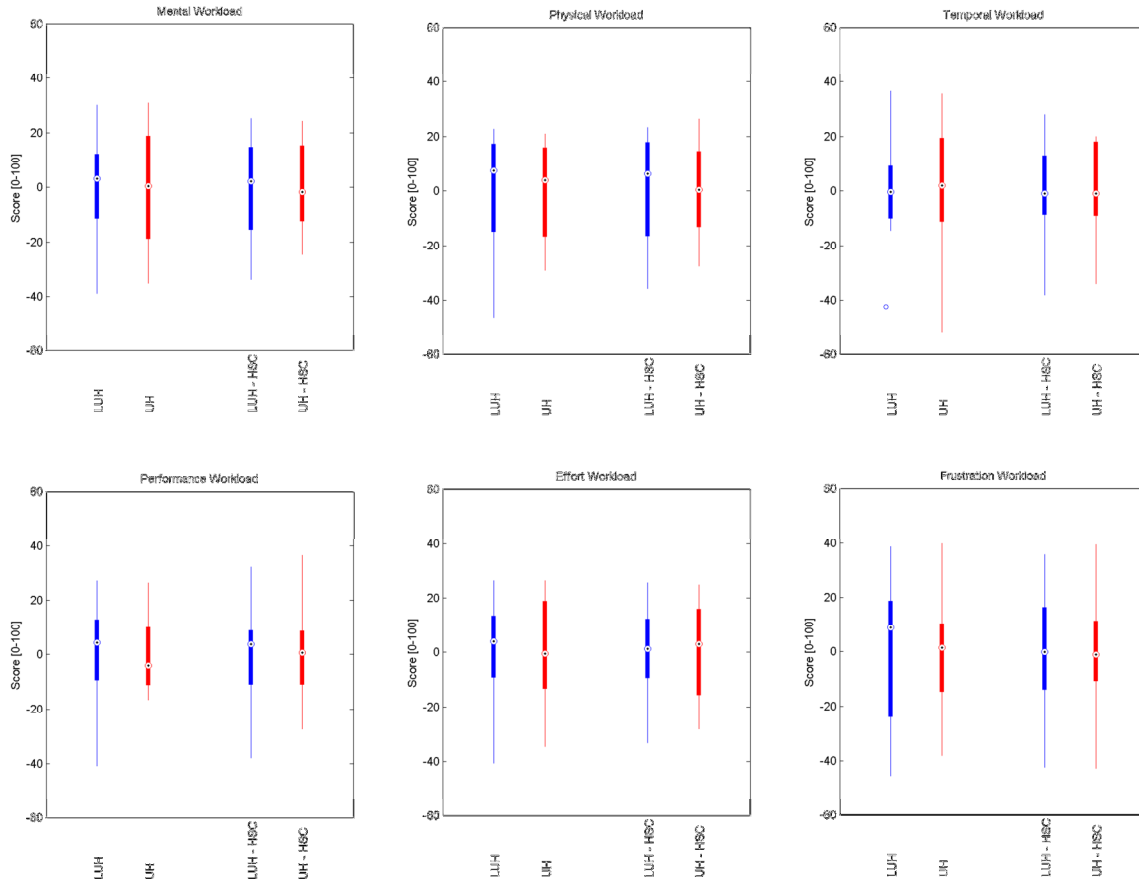 Mental Workload
Physical Workload
Temporal Workload
Score [0-100]
60
40
20
0
-20
-40
-60
LUH
UH
LUH - HSC
UH - HSC
Score [0-100]
60
40
20
0
-20
-40
-60
LUH
UH
LUH - HSC
UH - HSC
Score [0-100]
60
40
20
0
-20
-40
-60
LUH
UH
LUH - HSC
UH - HSC
Performance Workload
Effort Workload
Frustration Workload
Score [0-100]
60
40
20
0
-20
-40
-60
LUH
UH
LUH - HSC
UH - HSC
Score [0-100]
60
40
20
0
-20
-40
-60
LUH
UH
LUH - HSC
UH - HSC
Score [0-100]
60
40
20
0
-20
-40
-60
LUH
UH
LUH - HSC
UH - HSC